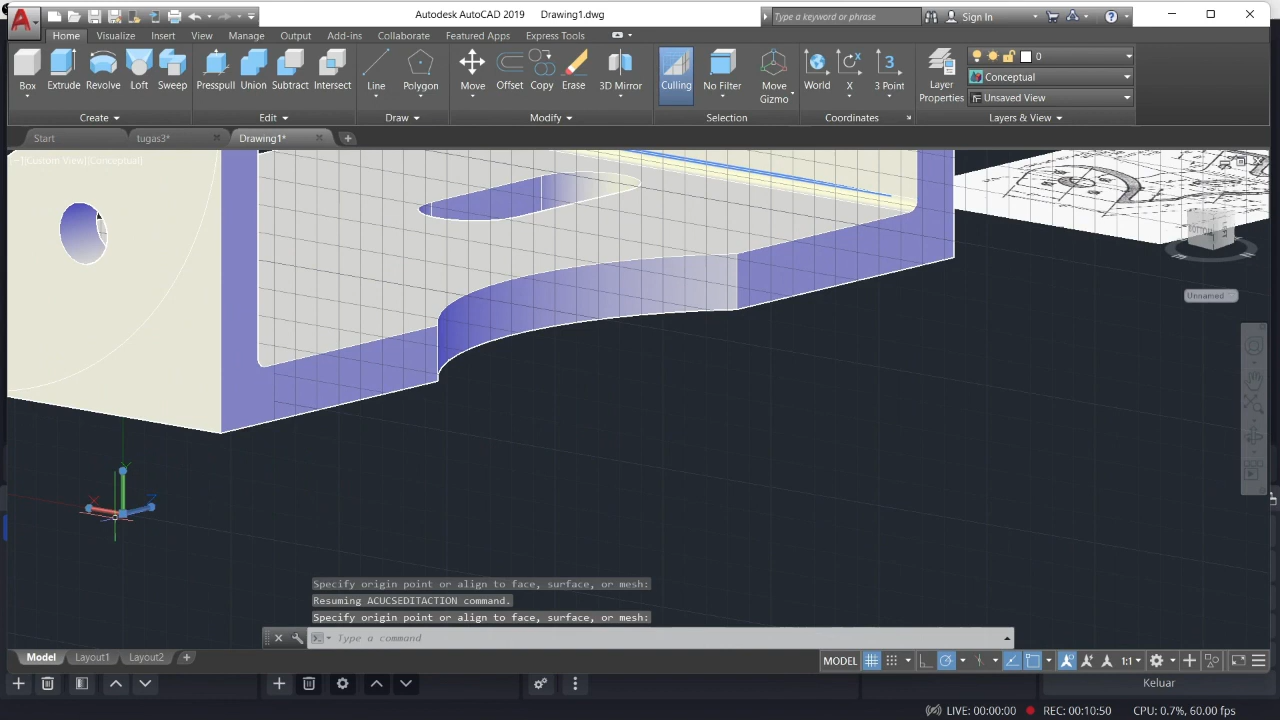 Autodesk AutoCAD 2019 Drawing1.dwg
Type a keyword or phrase
Sign In
Home Visualize Insert View Manage Output Add-ins Collaborate Featured Apps Express Tools
Box Extrude Revolve Loft Sweep
Presspull Union Subtract Intersect
Line Polygon
Move Offset Copy Erase 3D Mirror
Culling No Filter Move Gizmo
World X 3 Point
Layer Properties
0
Conceptual
Unsaved View
Create Edit Draw Modify Selection Coordinates Layers & View
Start tugas3* Drawing1*
[Custom View][Conceptual]
BOTTOM
Unnamed
Y
X
Z
Specify origin point or align to face, surface, or mesh:
Resuming ACUCSEDITACTION command.
Specify origin point or align to face, surface, or mesh:
Type a command
Model Layout1 Layout2
MODEL
1:1
Keluar
LIVE: 00:00:00 REC: 00:10:50 CPU: 0.7%, 60.00 fps